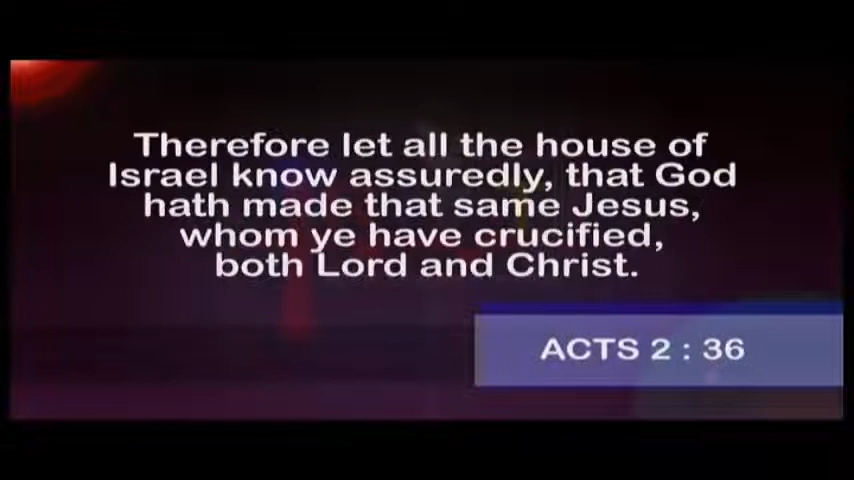 Therefore let all the house of
Israel know assuredly, that God
hath made that same Jesus,
whom ye have crucified,
both Lord and Christ.
ACTS 2 : 36